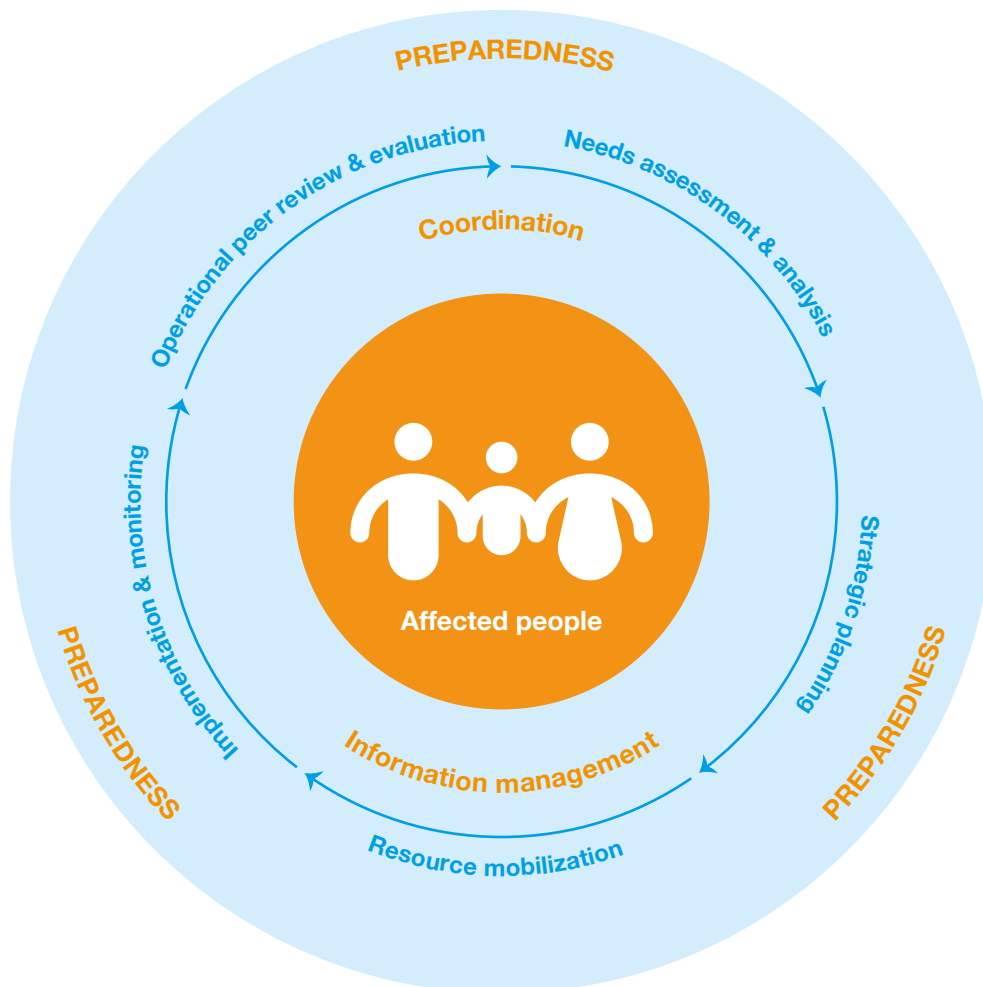 PREPAREDNESS
Operational peer review & evaluation
Needs assessment & analysis
Coordination
Affected people
Implementation & monitoring
Strategic planning
PREPAREDNESS
PREPAREDNESS
Information management
Resource mobilization